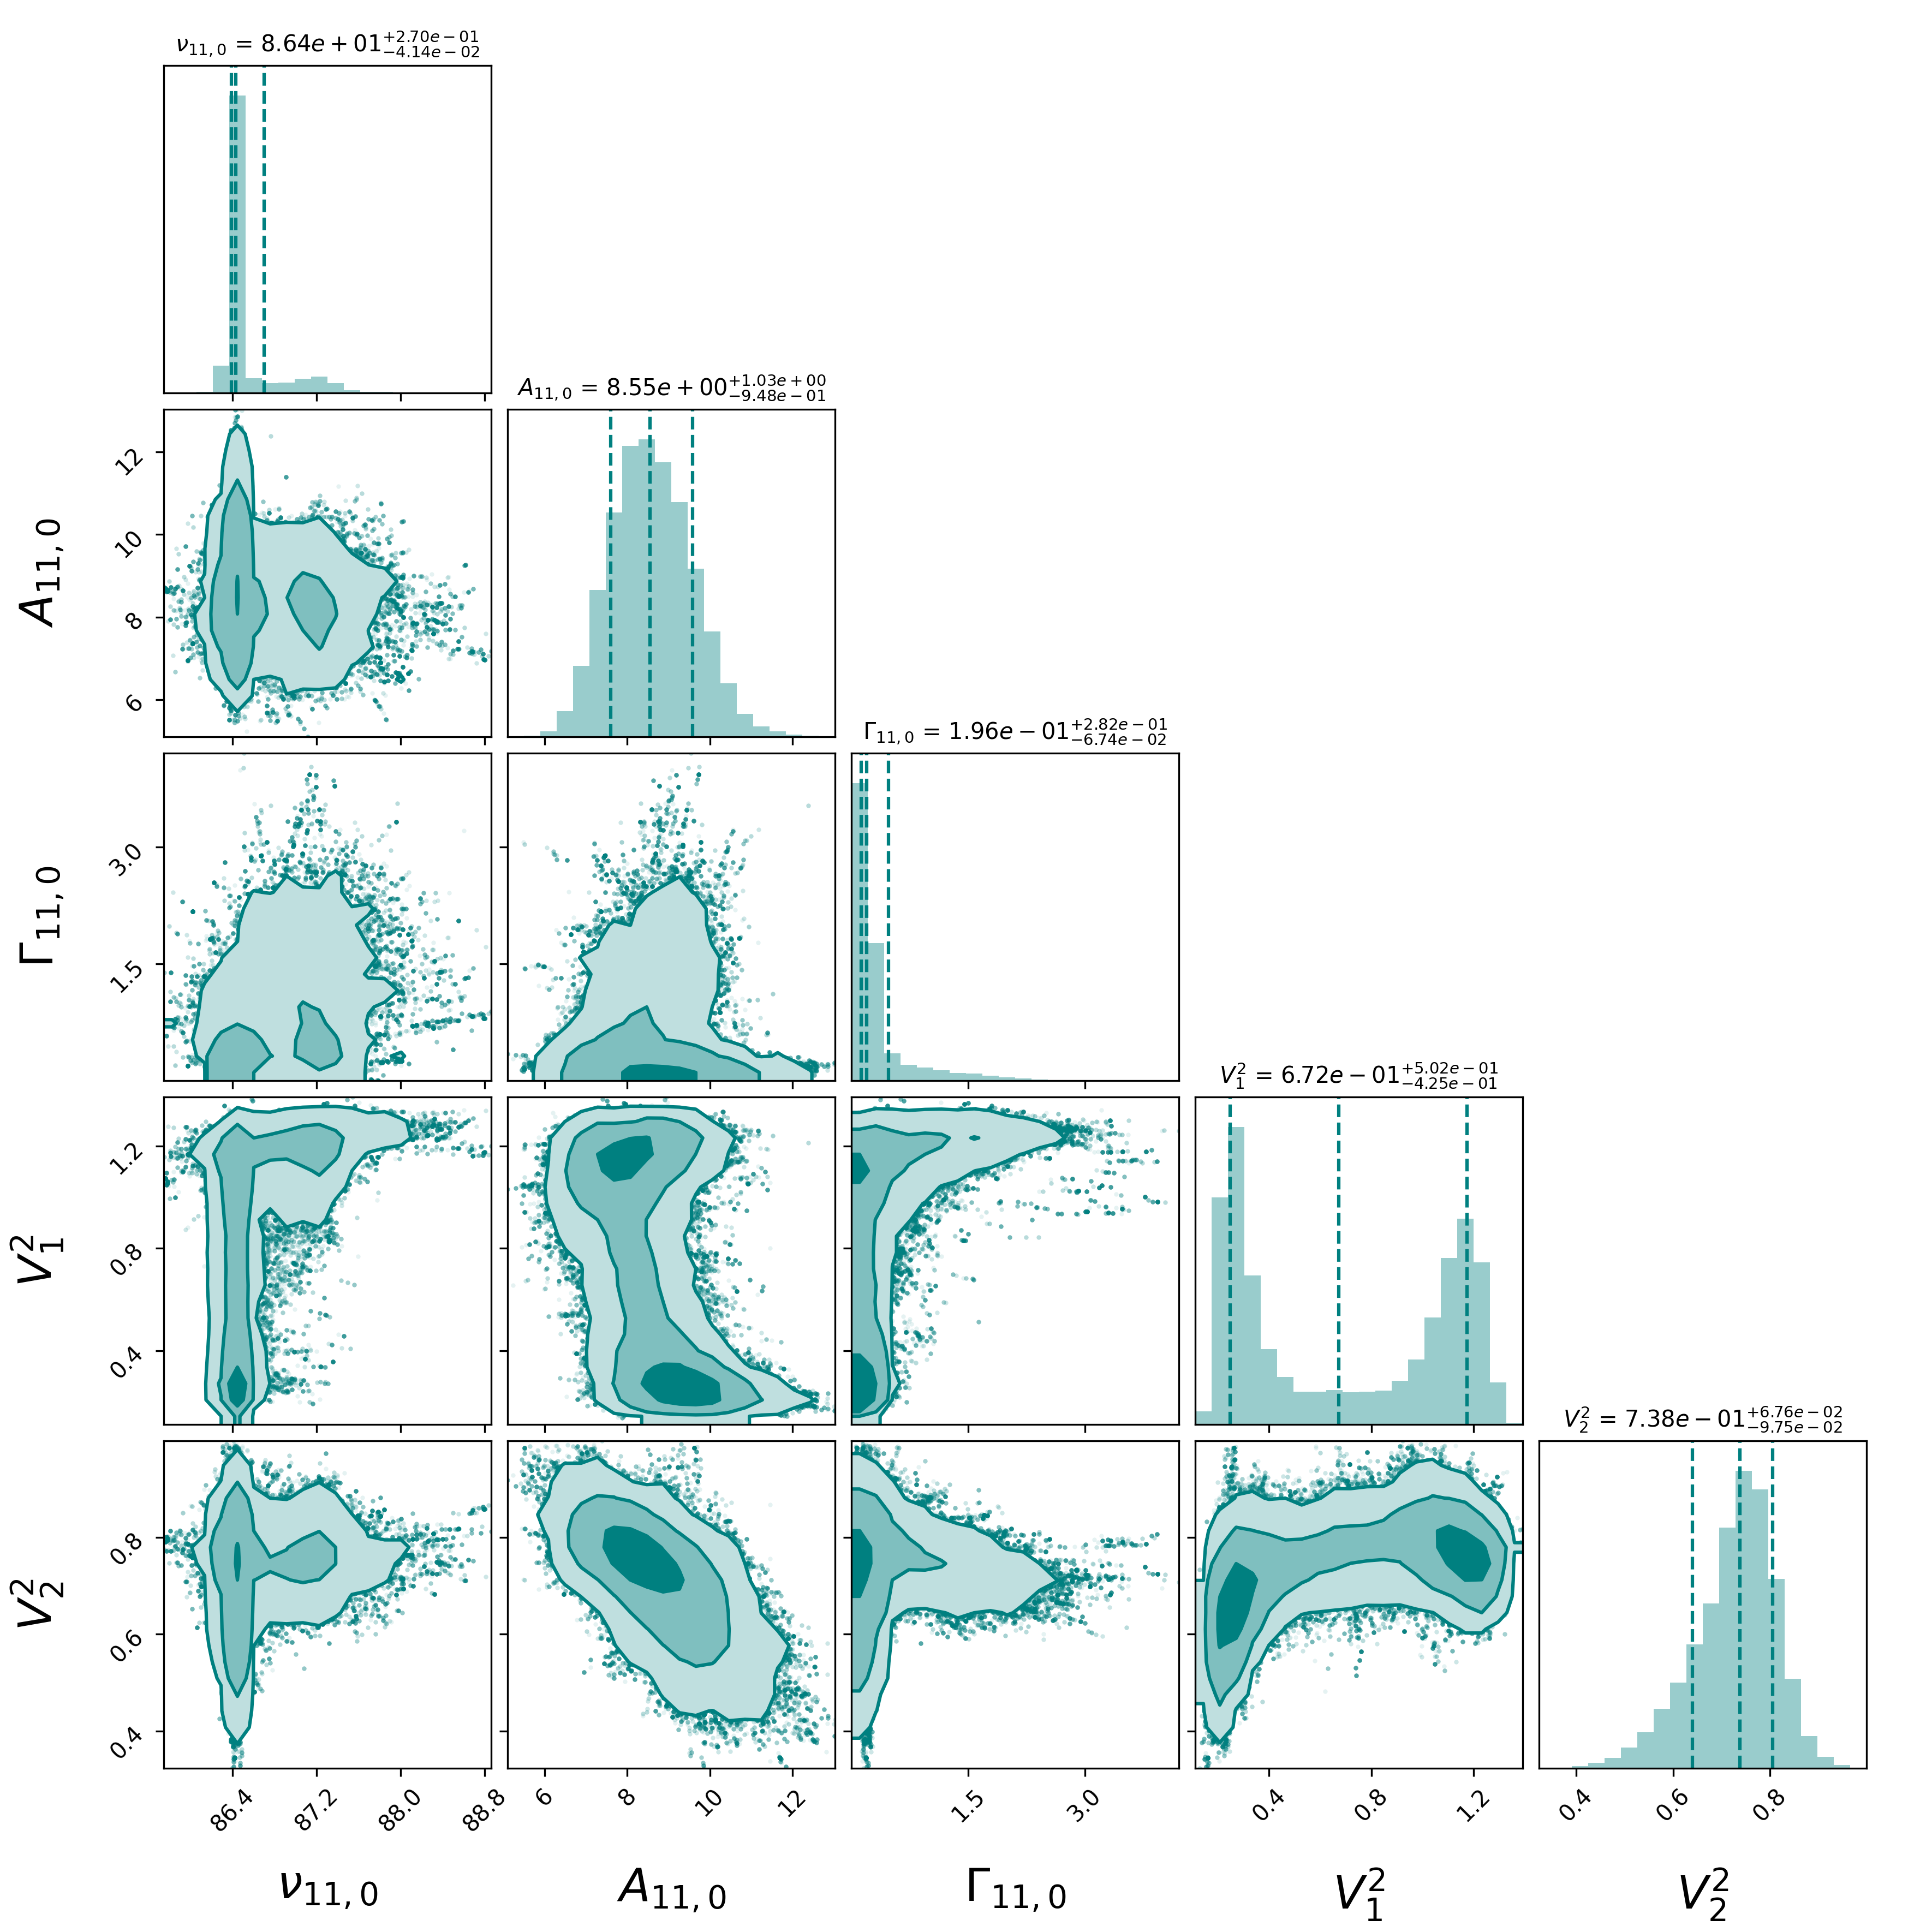 ν₁₁,₀ = 8.64e + 01 +2.70e − 01 −4.14e − 02
A₁₁,₀ = 8.55e + 00 +1.03e + 00 −9.48e − 01
12
10
8
6
A₁₁,₀
Γ₁₁,₀ = 1.96e − 01 +2.82e − 01 −6.74e − 02
3.0
1.5
Γ₁₁,₀
V₁² = 6.72e − 01 +5.02e − 01 −4.25e − 01
1.2
0.8
0.4
V₁²
V₂² = 7.38e − 01 +6.76e − 02 −9.75e − 02
0.8
0.6
0.4
V₂²
86.4 87.2 88.0 88.8 6 8 10 12 1.5 3.0 0.4 0.8 1.2 0.4 0.6 0.8
ν₁₁,₀ A₁₁,₀ Γ₁₁,₀ V₁² V₂²